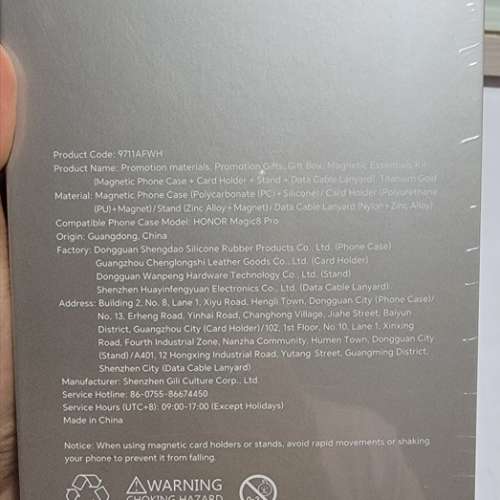 Product Code: 9711AFWH
Product Name: Promotion materials, Promotion Gifts, Gift Box, Magnetic Essentials Kit
(Magnetic Phone Case + Card Holder + Stand + Data Cable Lanyard), Titanium Gold
Material: Magnetic Phone Case (Polycarbonate (PC)+Silicone)/ Card Holder (Polyurethane
(PU)+Magnet)/ Stand (Zinc Alloy+Magnet)/ Data Cable Lanyard (Nylon+Zinc Alloy)
Compatible Phone Case Model: HONOR Magic8 Pro
Origin: Guangdong, China
Factory: Dongguan Shengdao Silicone Rubber Products Co., Ltd. (Phone Case)
Guangzhou Chenglongshi Leather Goods Co., Ltd. (Card Holder)
Dongguan Wanpeng Hardware Technology Co., Ltd. (Stand)
Shenzhen Huayinfengyuan Electronics Co., Ltd. (Data Cable Lanyard)
Address: Building 2, No. 8, Lane 1, Xiyu Road, Hengli Town, Dongguan City (Phone Case)/
No. 13, Erheng Road, Yinhai Road, Changhong Village, Jiahe Street, Baiyun
District, Guangzhou City (Card Holder)/102, 1st Floor, No. 10, Lane 1, Xinxing
Road, Fourth Industrial Zone, Nanzha Community, Humen Town, Dongguan City
(Stand)/A401, 12 Hongxing Industrial Road, Yutang Street, Guangming District,
Shenzhen City (Data Cable Lanyard)
Manufacturer: Shenzhen Gili Culture Corp., Ltd
Service Hotline: 86-0755-86674450
Service Hours (UTC+8): 09:00-17:00 (Except Holidays)
Made in China
Notice: When using magnetic card holders or stands, avoid rapid movements or shaking
your phone to prevent it from falling.
WARNING
CHOKING HAZARD